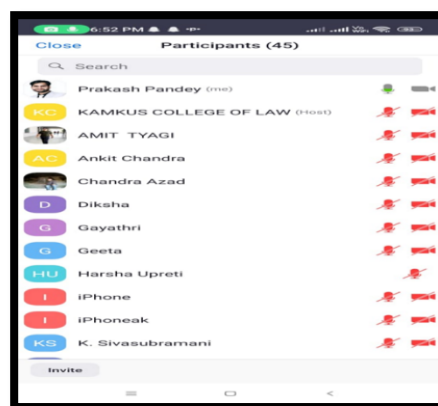 6:52 PM
Close Participants (45)
Search
Prakash Pandey (me)
KC KAMKUS COLLEGE OF LAW (Host)
AMIT TYAGI
AC Ankit Chandra
Chandra Azad
D Diksha
G Gayathri
G Geeta
HU Harsha Upreti
I iPhone
I iPhoneak
KS K. Sivasubramani
Invite